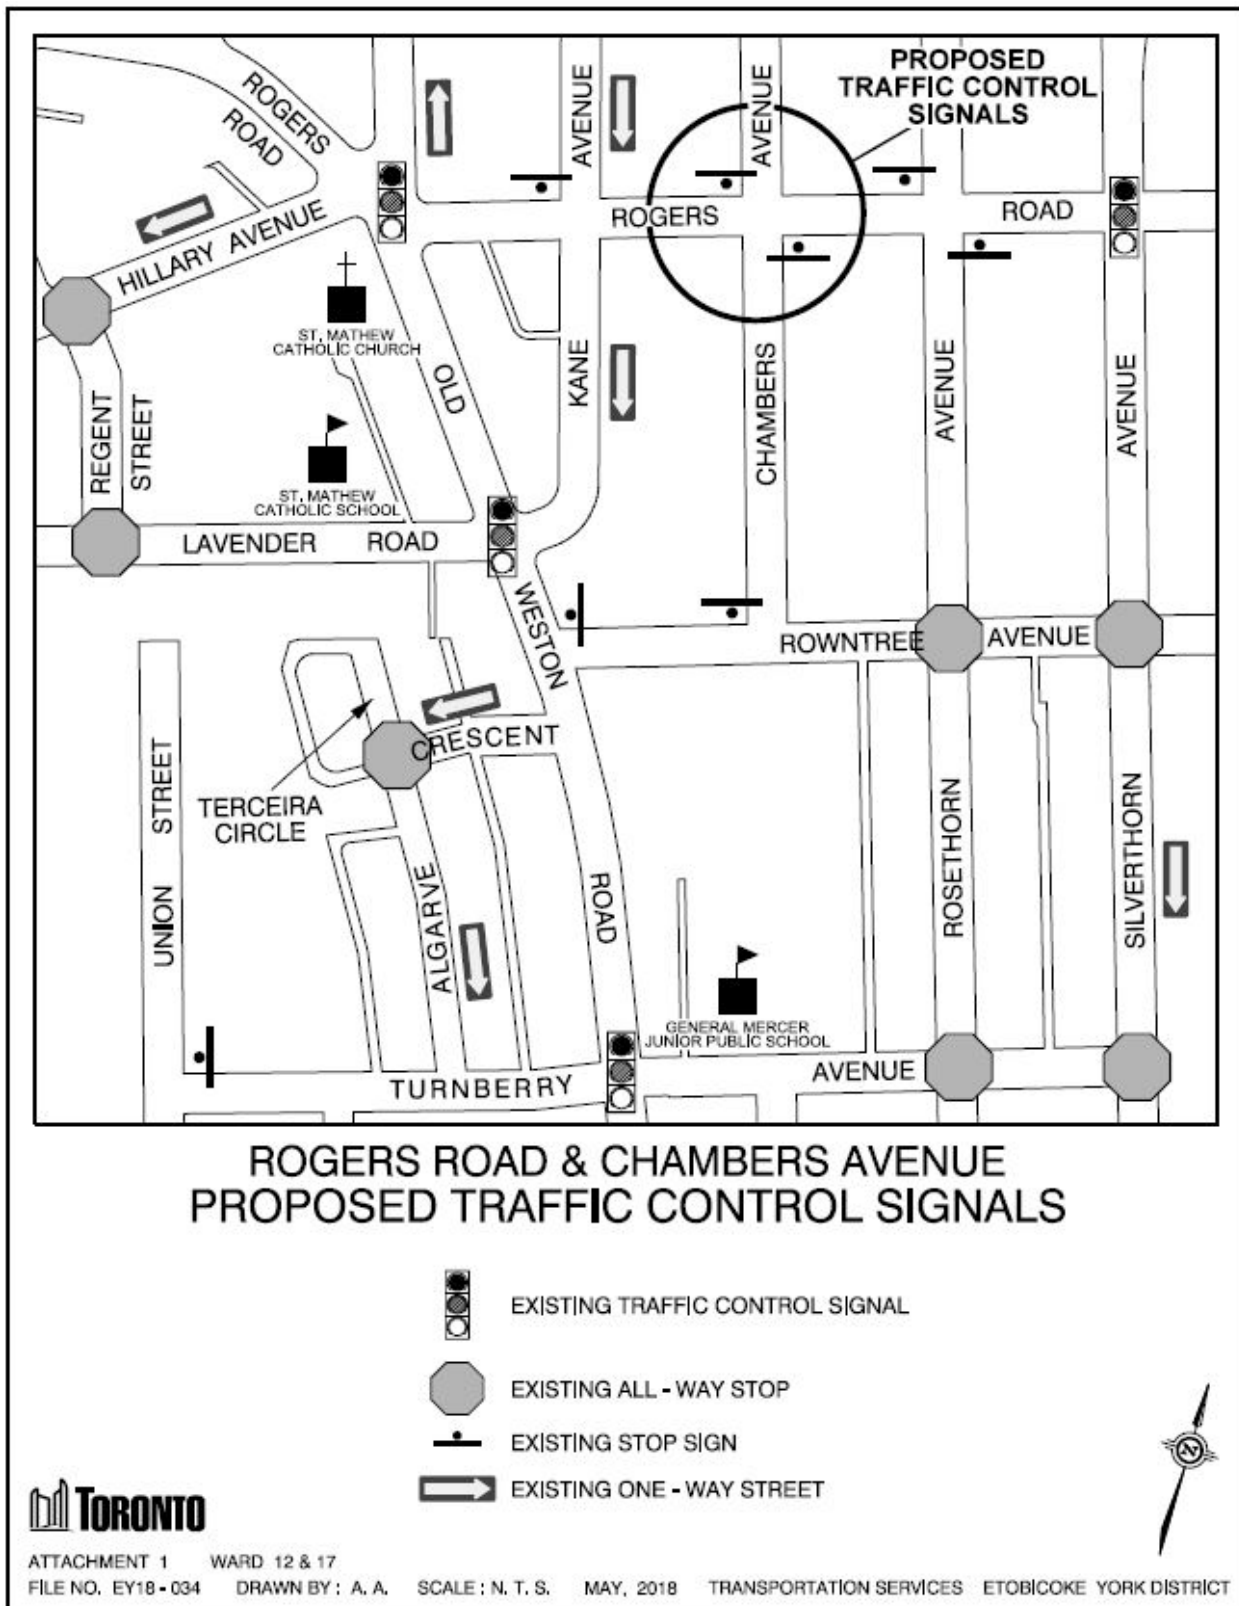 PROPOSED
TRAFFIC CONTROL
SIGNALS
ROGERS
ROAD
AVENUE
AVENUE
ROGERS
ROAD
HILLARY AVENUE
ST. MATHEW
CATHOLIC CHURCH
OLD
KANE
CHAMBERS
AVENUE
AVENUE
REGENT
STREET
ST. MATHEW
CATHOLIC SCHOOL
LAVENDER ROAD
WESTON
ROWNTREE AVENUE
CRESCENT
TERCEIRA
CIRCLE
UNION STREET
ALGARVE
ROAD
ROSETHORN
SILVERTHORN
GENERAL MERCER
JUNIOR PUBLIC SCHOOL
TURNBERRY
AVENUE
ROGERS ROAD & CHAMBERS AVENUE
PROPOSED TRAFFIC CONTROL SIGNALS
EXISTING TRAFFIC CONTROL SIGNAL
EXISTING ALL - WAY STOP
EXISTING STOP SIGN
EXISTING ONE - WAY STREET
N
TORONTO
ATTACHMENT 1 WARD 12 & 17
FILE NO. EY18 - 034 DRAWN BY : A. A. SCALE : N. T. S. MAY, 2018 TRANSPORTATION SERVICES ETOBICOKE YORK DISTRICT